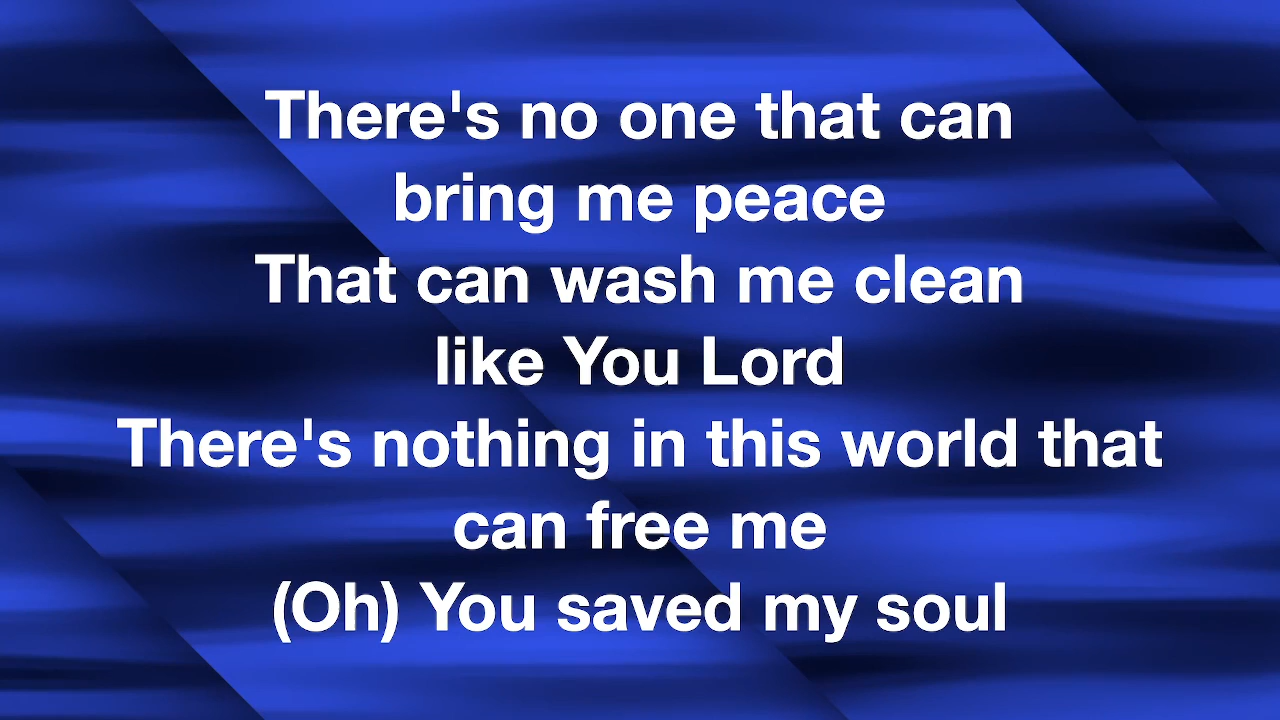 There's no one that can
bring me peace
That can wash me clean
like You Lord
There's nothing in this world that
can free me
(Oh) You saved my soul